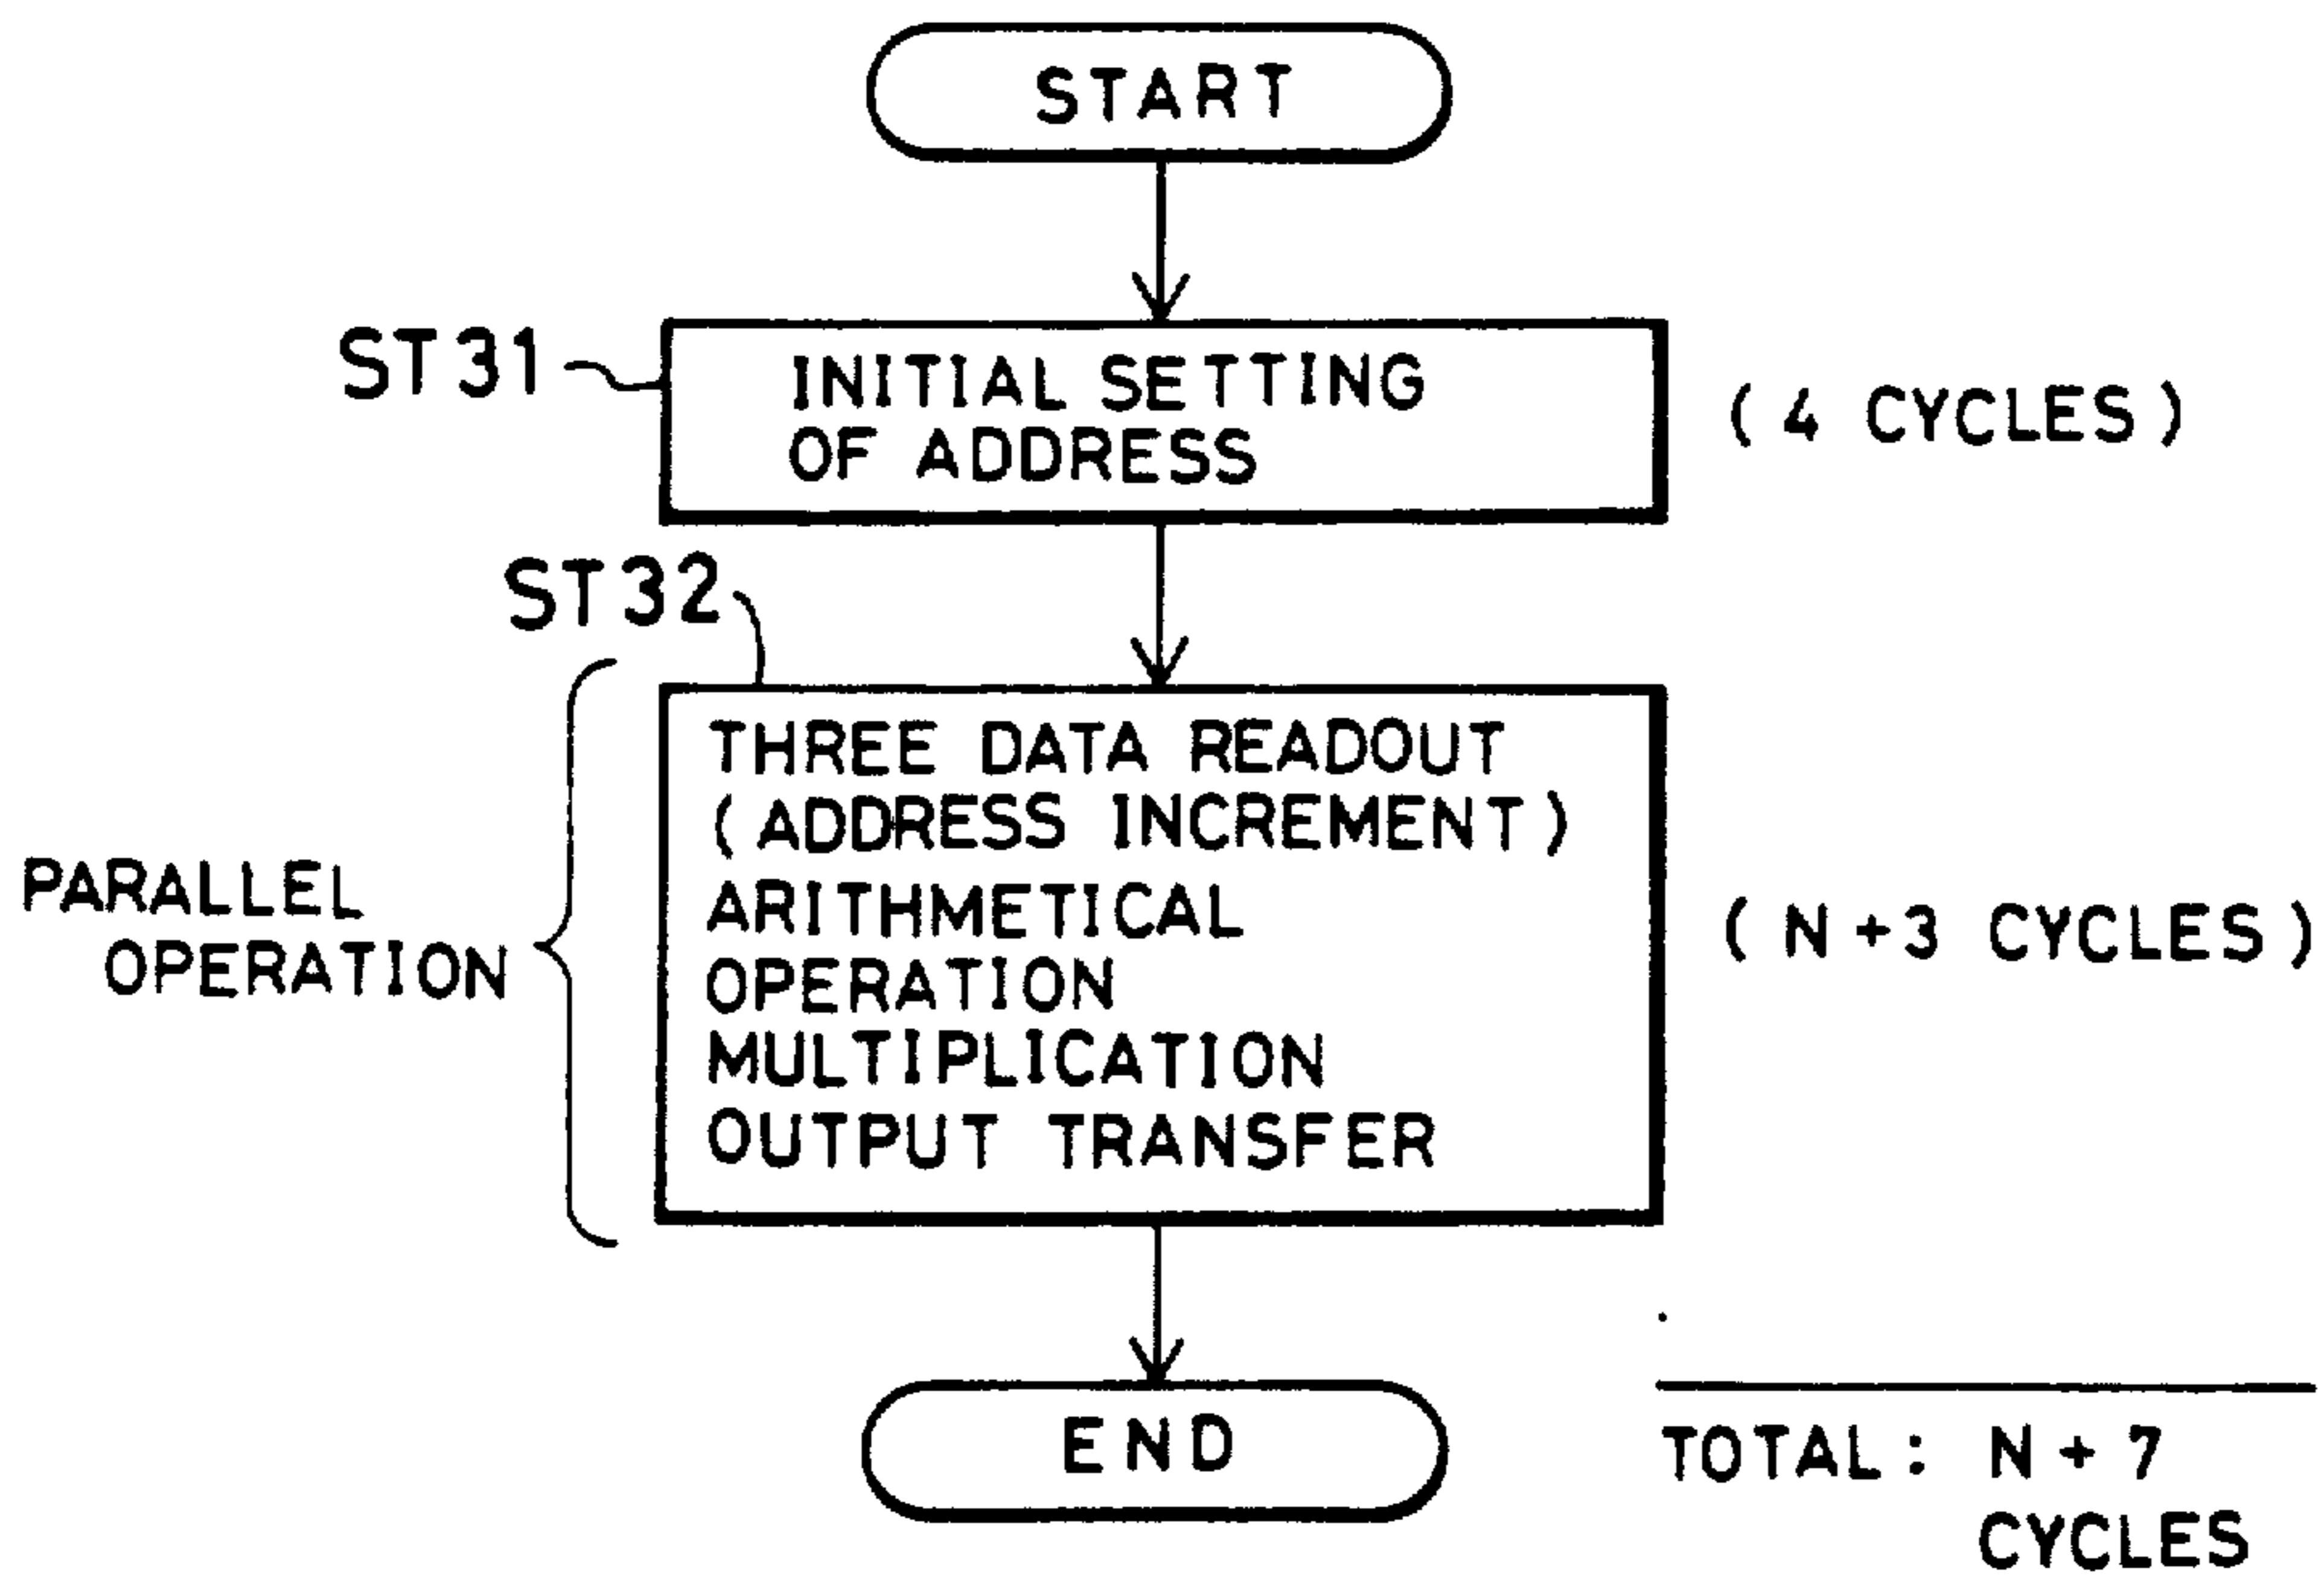 START
ST31
INITIAL SETTING
OF ADDRESS
( 4 CYCLES )
ST32
THREE DATA READOUT
( ADDRESS INCREMENT )
ARITHMETICAL
OPERATION
MULTIPLICATION
OUTPUT TRANSFER
PARALLEL
OPERATION
( N +3 CYCLES )
END
TOTAL : N + 7
CYCLES